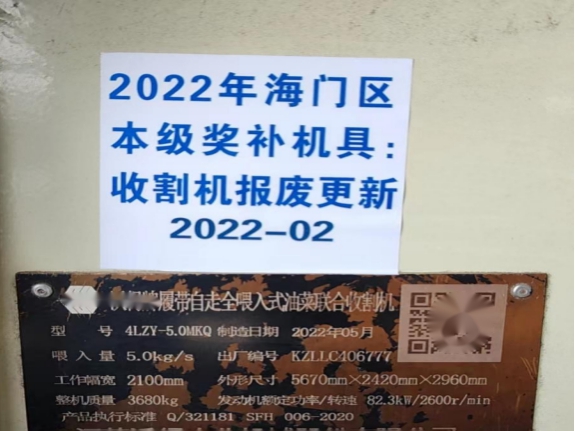 2022年海门区
本级奖补机具:
收割机报废更新
2022-02
履带自走全喂入式油菜联合收割机
型 号 4LZY-5.0MKQ 制造日期 2022年05月
喂入量 5.0kg/s 出厂编号 KZLLC406777
工作幅宽 2100mm 外形尺寸 5670mm×2420mm×2960mm
整机质量 3680kg 发动机额定功率/转速 82.3kW/2600r/min
产品执行标准 Q/321181 SFH 006-2020